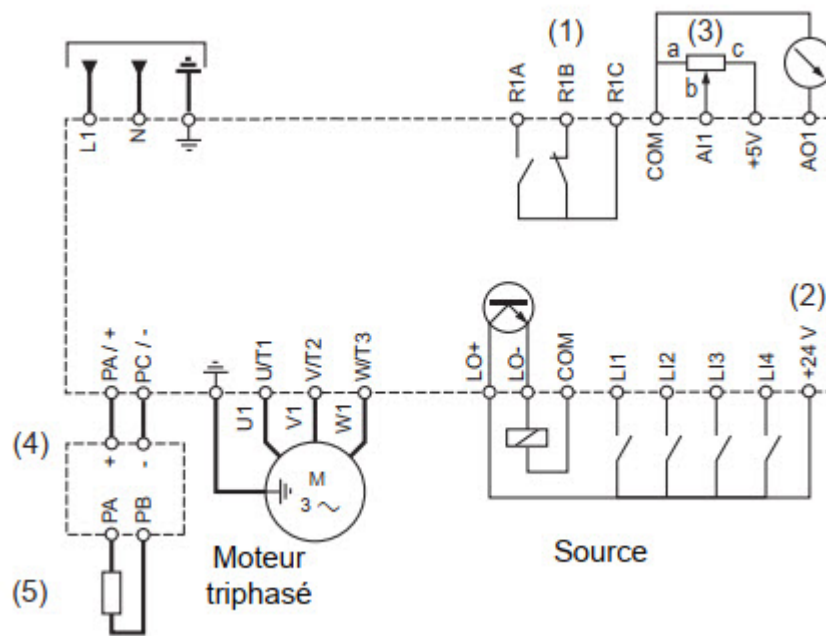 (1)
(3)
a
c
b
L1
N
R1A
R1B
R1C
COM
AI1
+5V
AO1
(2)
PA / +
PC / -
U/T1
V/T2
W/T3
LO+
LO-
COM
LI1
LI2
LI3
LI4
+24 V
U1
V1
W1
(4)
+
-
M
3 ~
PA
PB
Moteur
triphasé
Source
(5)